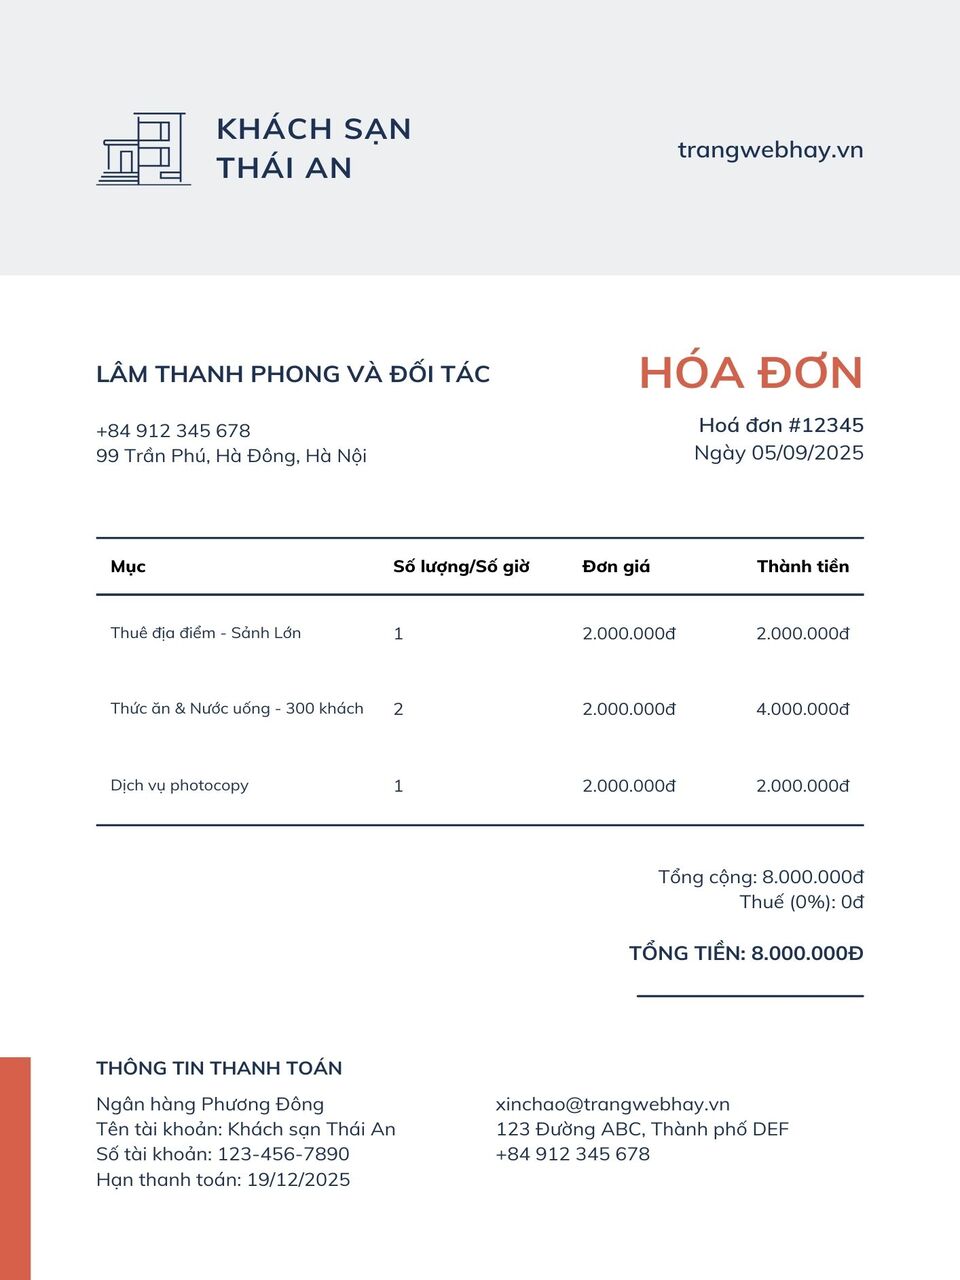 KHÁCH SẠN
THÁI AN
trangwebhay.vn
LÂM THANH PHONG VÀ ĐỐI TÁC
+84 912 345 678
99 Trần Phú, Hà Đông, Hà Nội
HÓA ĐƠN
Hoá đơn #12345
Ngày 05/09/2025
Mục Số lượng/Số giờ Đơn giá Thành tiền
Thuê địa điểm - Sảnh Lớn 1 2.000.000đ 2.000.000đ
Thức ăn & Nước uống - 300 khách 2 2.000.000đ 4.000.000đ
Dịch vụ photocopy 1 2.000.000đ 2.000.000đ
Tổng cộng: 8.000.000đ
Thuế (0%): 0đ
TỔNG TIỀN: 8.000.000Đ
THÔNG TIN THANH TOÁN
Ngân hàng Phương Đông
Tên tài khoản: Khách sạn Thái An
Số tài khoản: 123-456-7890
Hạn thanh toán: 19/12/2025
xinchao@trangwebhay.vn
123 Đường ABC, Thành phố DEF
+84 912 345 678